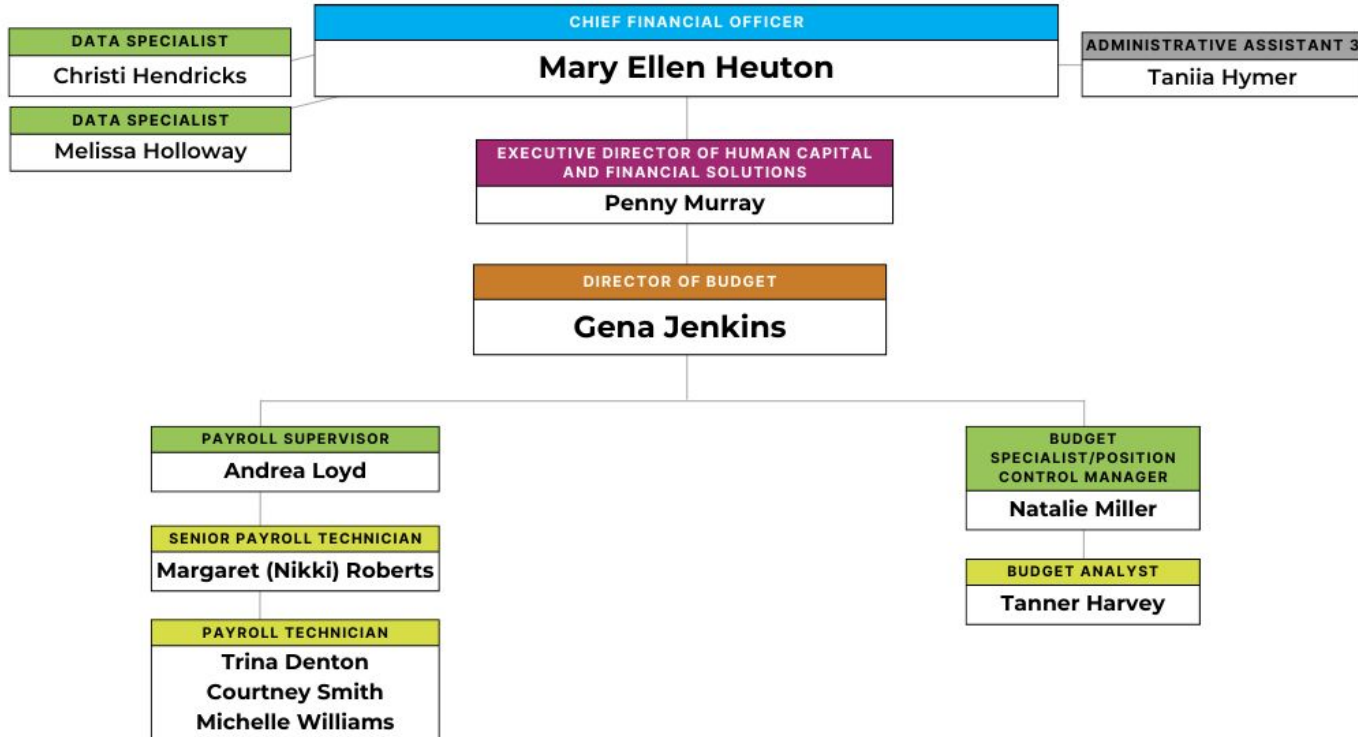 CHIEF FINANCIAL OFFICER
Mary Ellen Heuton
DATA SPECIALIST
Christi Hendricks
DATA SPECIALIST
Melissa Holloway
ADMINISTRATIVE ASSISTANT 3
Taniia Hymer
EXECUTIVE DIRECTOR OF HUMAN CAPITAL
AND FINANCIAL SOLUTIONS
Penny Murray
DIRECTOR OF BUDGET
Gena Jenkins
PAYROLL SUPERVISOR
Andrea Loyd
SENIOR PAYROLL TECHNICIAN
Margaret (Nikki) Roberts
PAYROLL TECHNICIAN
Trina Denton
Courtney Smith
Michelle Williams
BUDGET
SPECIALIST/POSITION
CONTROL MANAGER
Natalie Miller
BUDGET ANALYST
Tanner Harvey